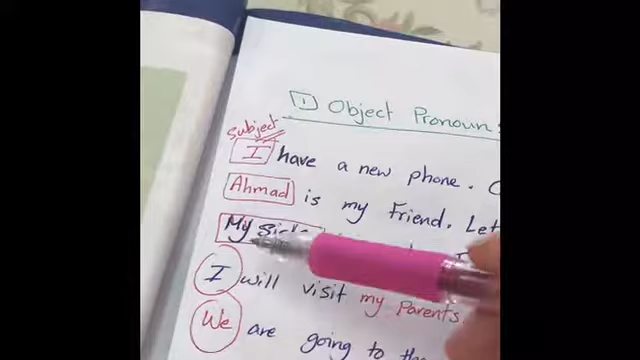 1 Object Pronoun
Subject
I have a new phone.
Ahmad is my Friend. Let
My
I will visit my Parents.
We are going to the